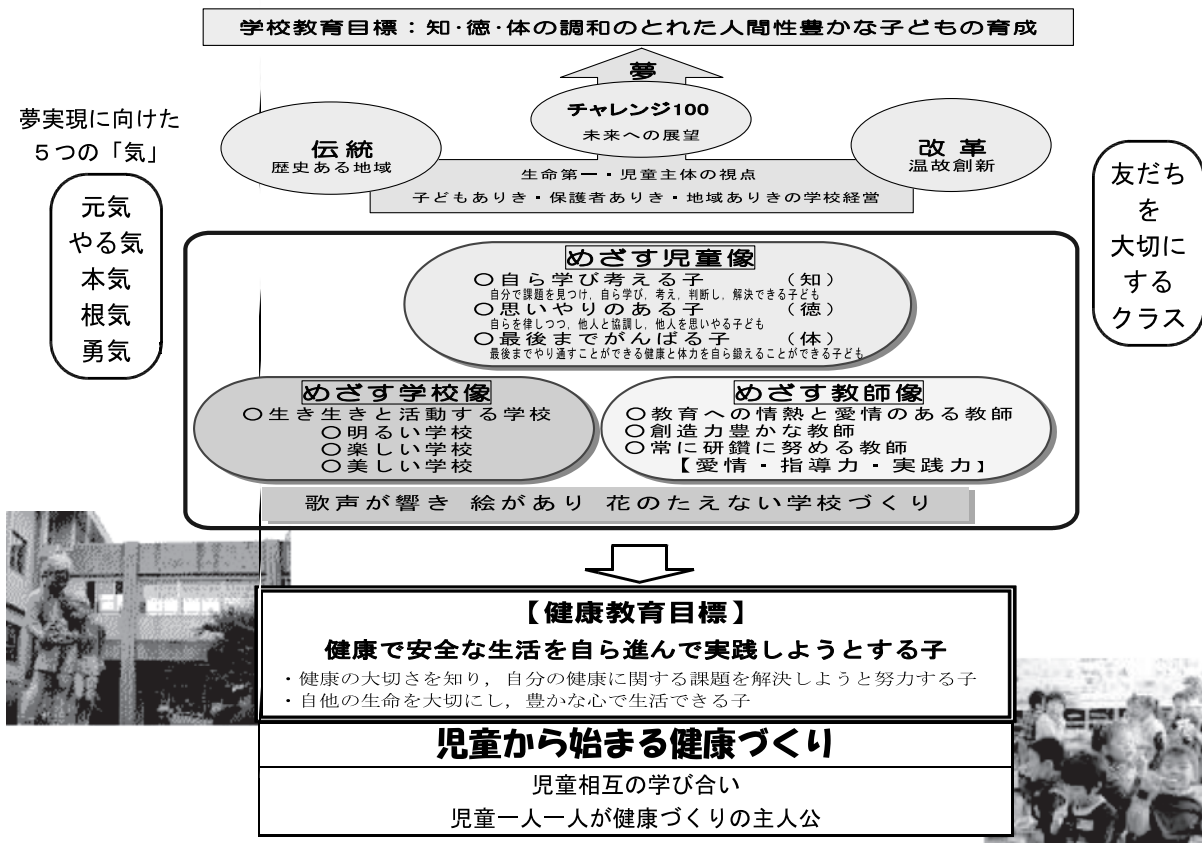 学校教育目標：知・徳・体の調和のとれた人間性豊かな子どもの育成
夢
チャレンジ100
未来への展望
伝統
歴史ある地域
改革
温故創新
生命第一・児童主体の視点
子どもありき・保護者ありき・地域ありきの学校経営
夢実現に向けた
５つの「気」
元気
やる気
本気
根気
勇気
友だち
を
大切に
する
クラス
めざす児童像
○自ら学び考える子　（知）
自分で課題を見つけ，自ら学び，考え，判断し，解決できる子ども
○思いやりのある子　（徳）
自らを律しつつ，他人と協調し，他人を思いやる子ども
○最後までがんばる子　（体）
最後までやり通すことができる健康と体力を自ら鍛えることができる子ども
めざす学校像
○生き生きと活動する学校
○明るい学校
○楽しい学校
○美しい学校
めざす教師像
○教育への情熱と愛情のある教師
○創造力豊かな教師
○常に研鑽に努める教師
【愛情・指導力・実践力】
歌声が響き 絵があり 花のたえない学校づくり
【健康教育目標】
健康で安全な生活を自ら進んで実践しようとする子
・健康の大切さを知り，自分の健康に関する課題を解決しようと努力する子
・自他の生命を大切にし，豊かな心で生活できる子
児童から始まる健康づくり
児童相互の学び合い
児童一人一人が健康づくりの主人公